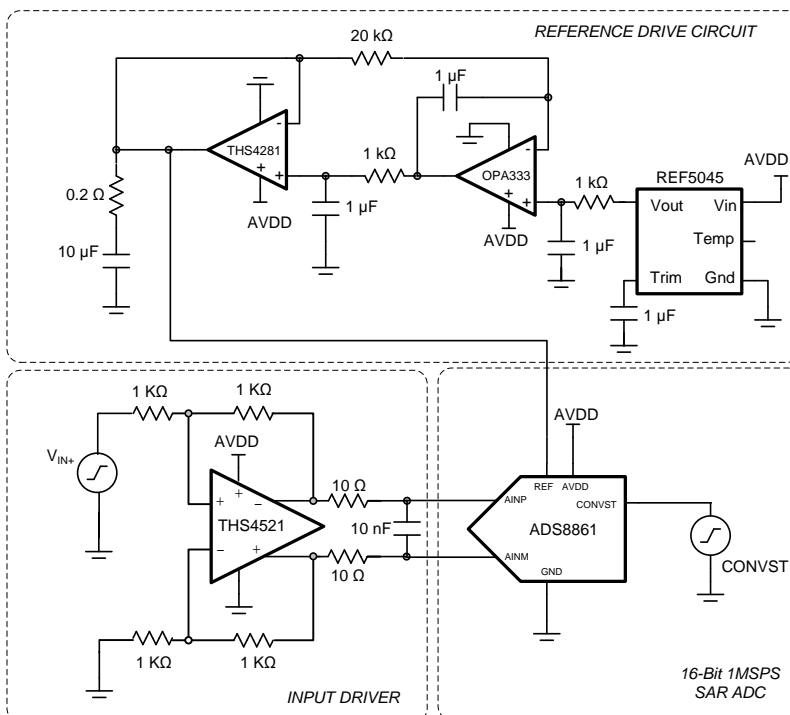 REFERENCE DRIVE CIRCUIT
20 kΩ
1 µF
-
THS4281
+
+
AVDD
1 kΩ
1 µF
-
OPA333
+
+
AVDD
1 kΩ
1 µF
REF5045
AVDD
Vout
Vin
Temp
Trim
Gnd
1 µF
0.2 Ω
10 µF
1 KΩ
1 KΩ
VIN+
AVDD
+
+
−
THS4521
−
+
10 Ω
10 nF
10 Ω
1 KΩ
1 KΩ
INPUT DRIVER
AVDD
REF
AVDD
AINP
CONVST
ADS8861
AINM
GND
CONVST
16-Bit 1MSPS
SAR ADC